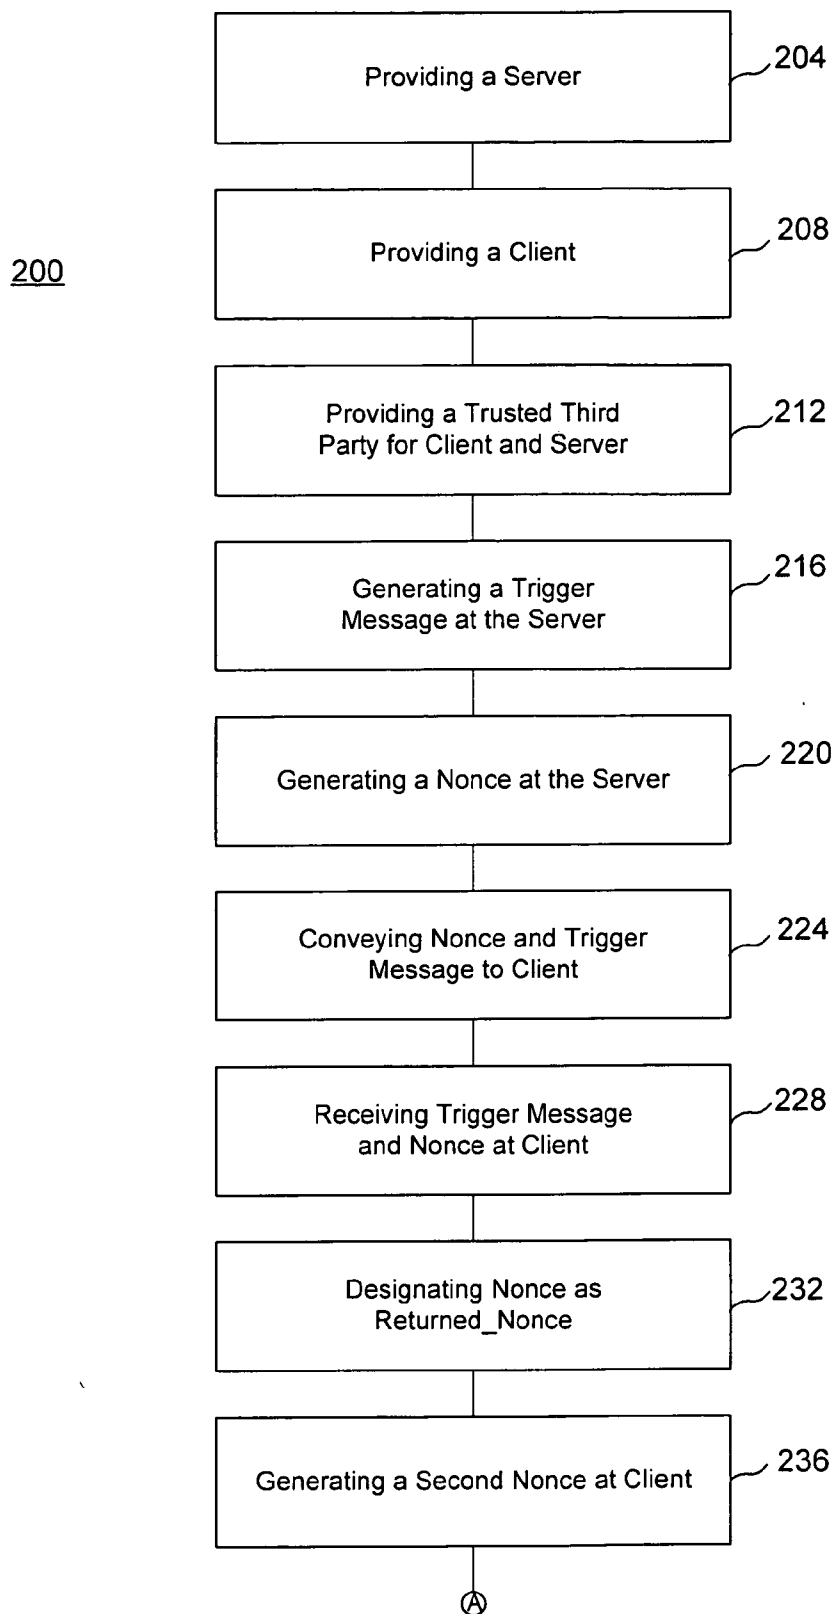 Providing a Server
204
200
Providing a Client
208
Providing a Trusted Third
Party for Client and Server
212
Generating a Trigger
Message at the Server
216
Generating a Nonce at the Server
220
Conveying Nonce and Trigger
Message to Client
224
Receiving Trigger Message
and Nonce at Client
228
Designating Nonce as
Returned_Nonce
232
Generating a Second Nonce at Client
236
A